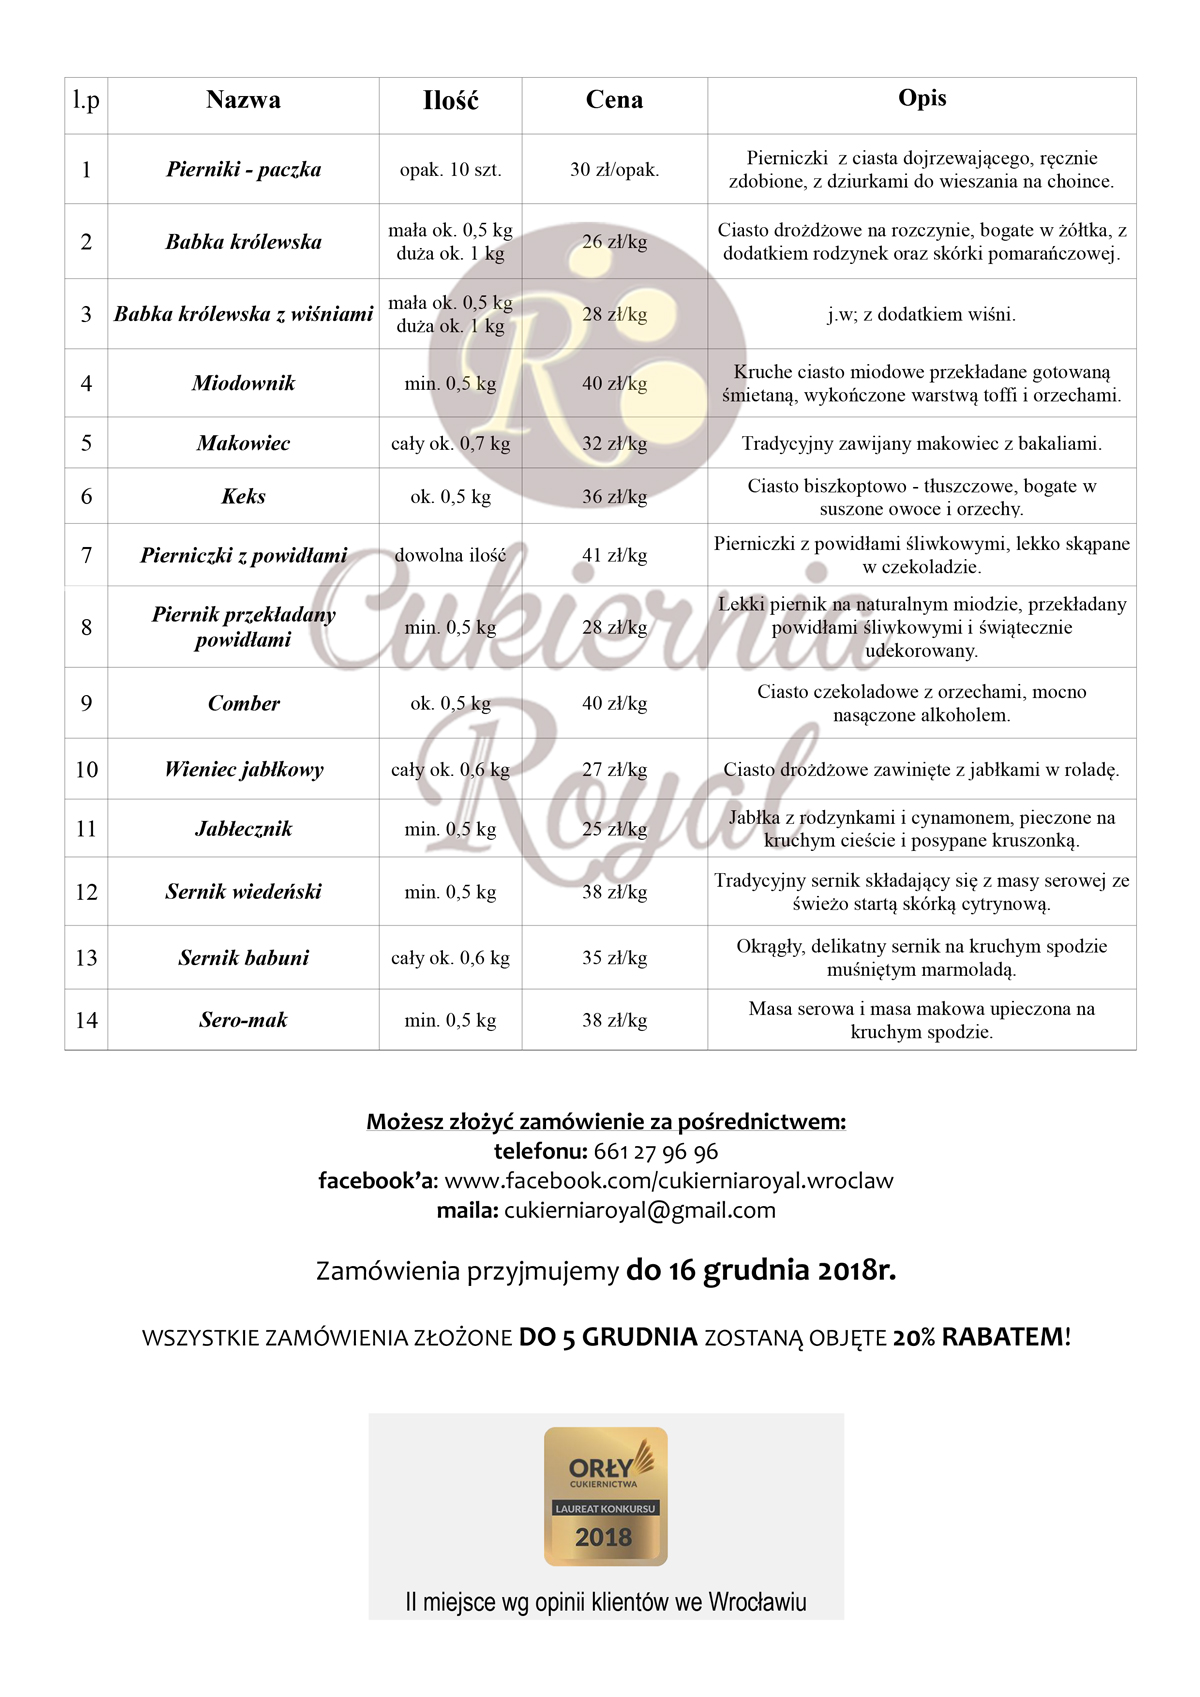 l.p Nazwa Ilość Cena Opis
1 Pierniki - paczka opak. 10 szt. 30 zł/opak. Pierniczki z ciasta dojrzewającego, ręcznie
zdobione, z dziurkami do wieszania na choince.
2 Babka królewska mała ok. 0,5 kg
duża ok. 1 kg 26 zł/kg Ciasto drożdżowe na rozczynie, bogate w żółtka, z
dodatkiem rodzynek oraz skórki pomarańczowej.
3 Babka królewska z wiśniami mała ok. 0,5 kg
duża ok. 1 kg 28 zł/kg j.w; z dodatkiem wiśni.
4 Miodownik min. 0,5 kg 40 zł/kg Kruche ciasto miodowe przekładane gotowaną
śmietaną, wykończone warstwą toffi i orzechami.
5 Makowiec cały ok. 0,7 kg 32 zł/kg Tradycyjny zawijany makowiec z bakaliami.
6 Keks ok. 0,5 kg 36 zł/kg Ciasto biszkoptowo - tłuszczowe, bogate w
suszone owoce i orzechy.
7 Pierniczki z powidłami dowolna ilość 41 zł/kg Pierniczki z powidłami śliwkowymi, lekko skąpane
w czekoladzie.
8 Piernik przekładany
powidłami min. 0,5 kg 28 zł/kg Lekki piernik na naturalnym miodzie, przekładany
powidłami śliwkowymi i świątecznie
udekorowany.
9 Comber ok. 0,5 kg 40 zł/kg Ciasto czekoladowe z orzechami, mocno
nasączone alkoholem.
10 Wieniec jabłkowy cały ok. 0,6 kg 27 zł/kg Ciasto drożdżowe zawinięte z jabłkami w roladę.
11 Jabłecznik min. 0,5 kg 25 zł/kg Jabłka z rodzynkami i cynamonem, pieczone na
kruchym cieście i posypane kruszonką.
12 Sernik wiedeński min. 0,5 kg 38 zł/kg Tradycyjny sernik składający się z masy serowej ze
świeżo startą skórką cytrynową.
13 Sernik babuni cały ok. 0,6 kg 35 zł/kg Okrągły, delikatny sernik na kruchym spodzie
muśniętym marmoladą.
14 Sero-mak min. 0,5 kg 38 zł/kg Masa serowa i masa makowa upieczona na
kruchym spodzie.
R
Cukiernia
Royal
Możesz złożyć zamówienie za pośrednictwem:
telefonu: 661 27 96 96
facebook’a: www.facebook.com/cukierniaroyal.wroclaw
maila: cukierniaroyal@gmail.com
Zamówienia przyjmujemy do 16 grudnia 2018r.
WSZYSTKIE ZAMÓWIENIA ZŁOŻONE DO 5 GRUDNIA ZOSTANĄ OBJĘTE 20% RABATEM!
ORŁY
CUKIERNICTWA
LAUREAT KONKURSU
2018
II miejsce wg opinii klientów we Wrocławiu